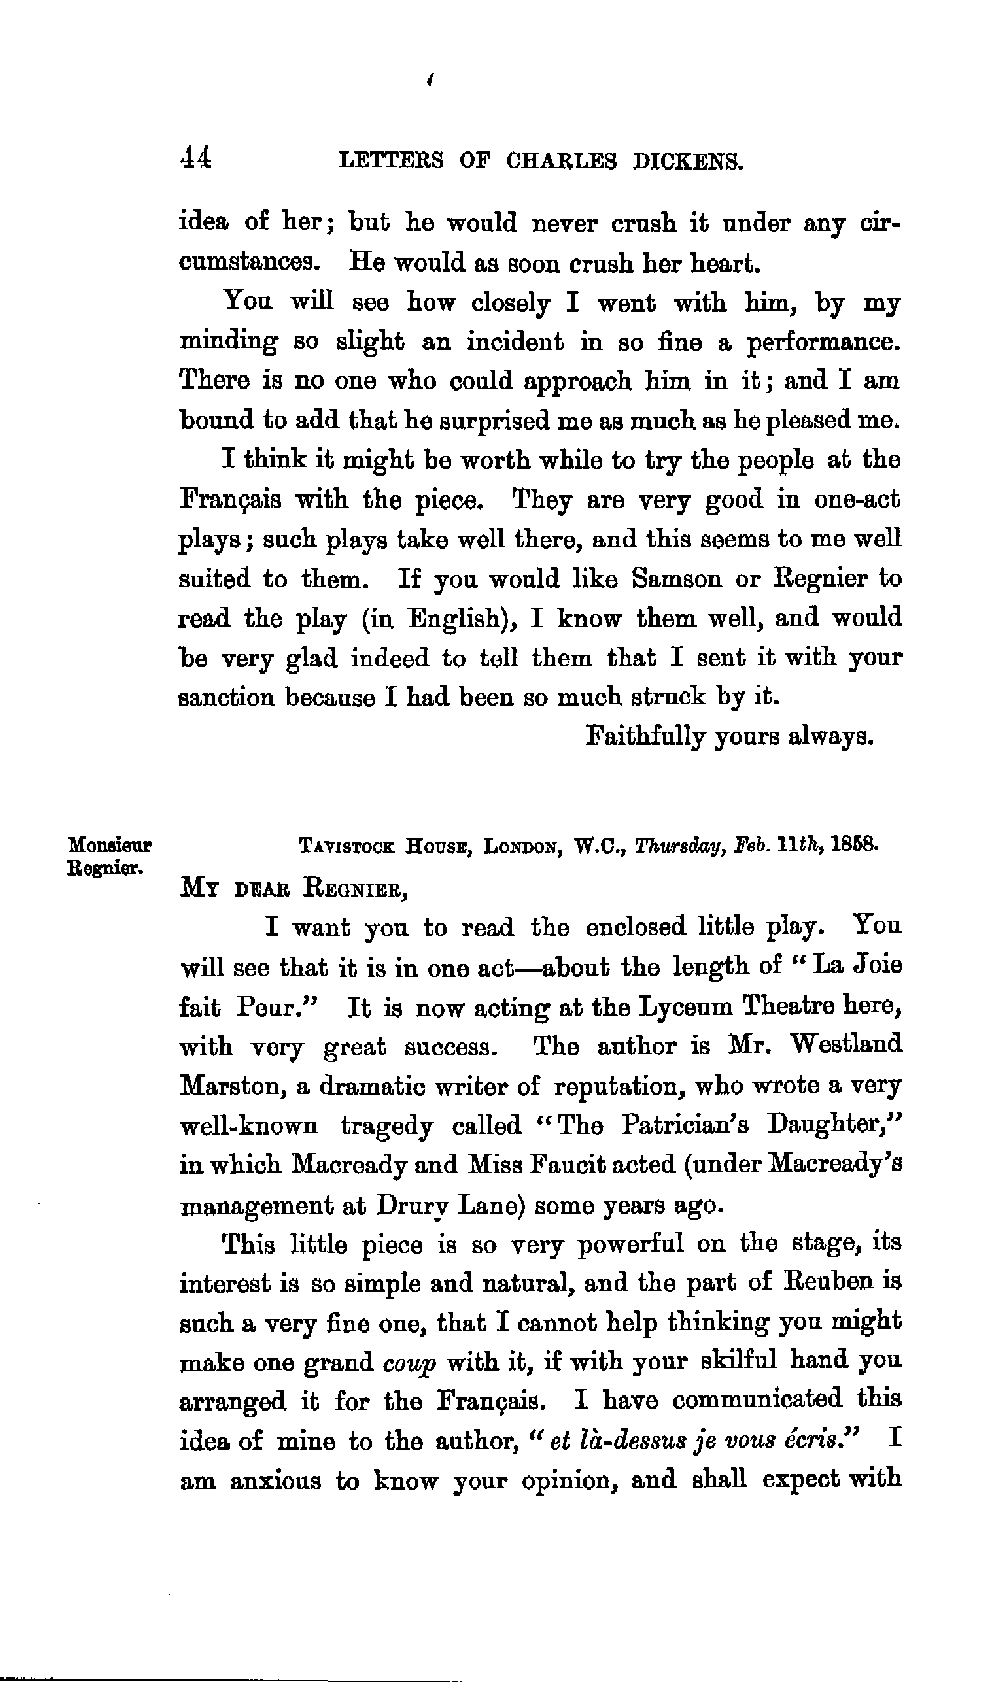 44 LETTERS OF CHARLES DICKENS.
idea of her; but he would never crush it under any cir-
cumstances. He would as soon crush her heart.
You will see how closely I went with him, by my
minding so slight an incident in so fine a performance.
There is no one who could approach him in it; and I am
bound to add that he surprised me as much as he pleased me.
I think it might be worth while to try the people at the
Français with the piece. They are very good in one-act
plays; such plays take well there, and this seems to me well
suited to them. If you would like Samson or Regnier to
read the play (in English), I know them well, and would
be very glad indeed to tell them that I sent it with your
sanction because I had been so much struck by it.
Faithfully yours always.
Monsieur
Regnier.
TAVISTOCK HOUSE, LONDON, W.C., Thursday, Feb. 11th, 1858.
MY DEAR REGNIER,
I want you to read the enclosed little play. You
will see that it is in one act—about the length of “La Joie
fait Peur.” It is now acting at the Lyceum Theatre here,
with very great success. The author is Mr. Westland
Marston, a dramatic writer of reputation, who wrote a very
well-known tragedy called “The Patrician’s Daughter,”
in which Macready and Miss Faucit acted (under Macready’s
management at Drury Lane) some years ago.
This little piece is so very powerful on the stage, its
interest is so simple and natural, and the part of Reuben is
such a very fine one, that I cannot help thinking you might
make one grand coup with it, if with your skilful hand you
arranged it for the Français. I have communicated this
idea of mine to the author, “et là-dessus je vous écris.” I
am anxious to know your opinion, and shall expect with